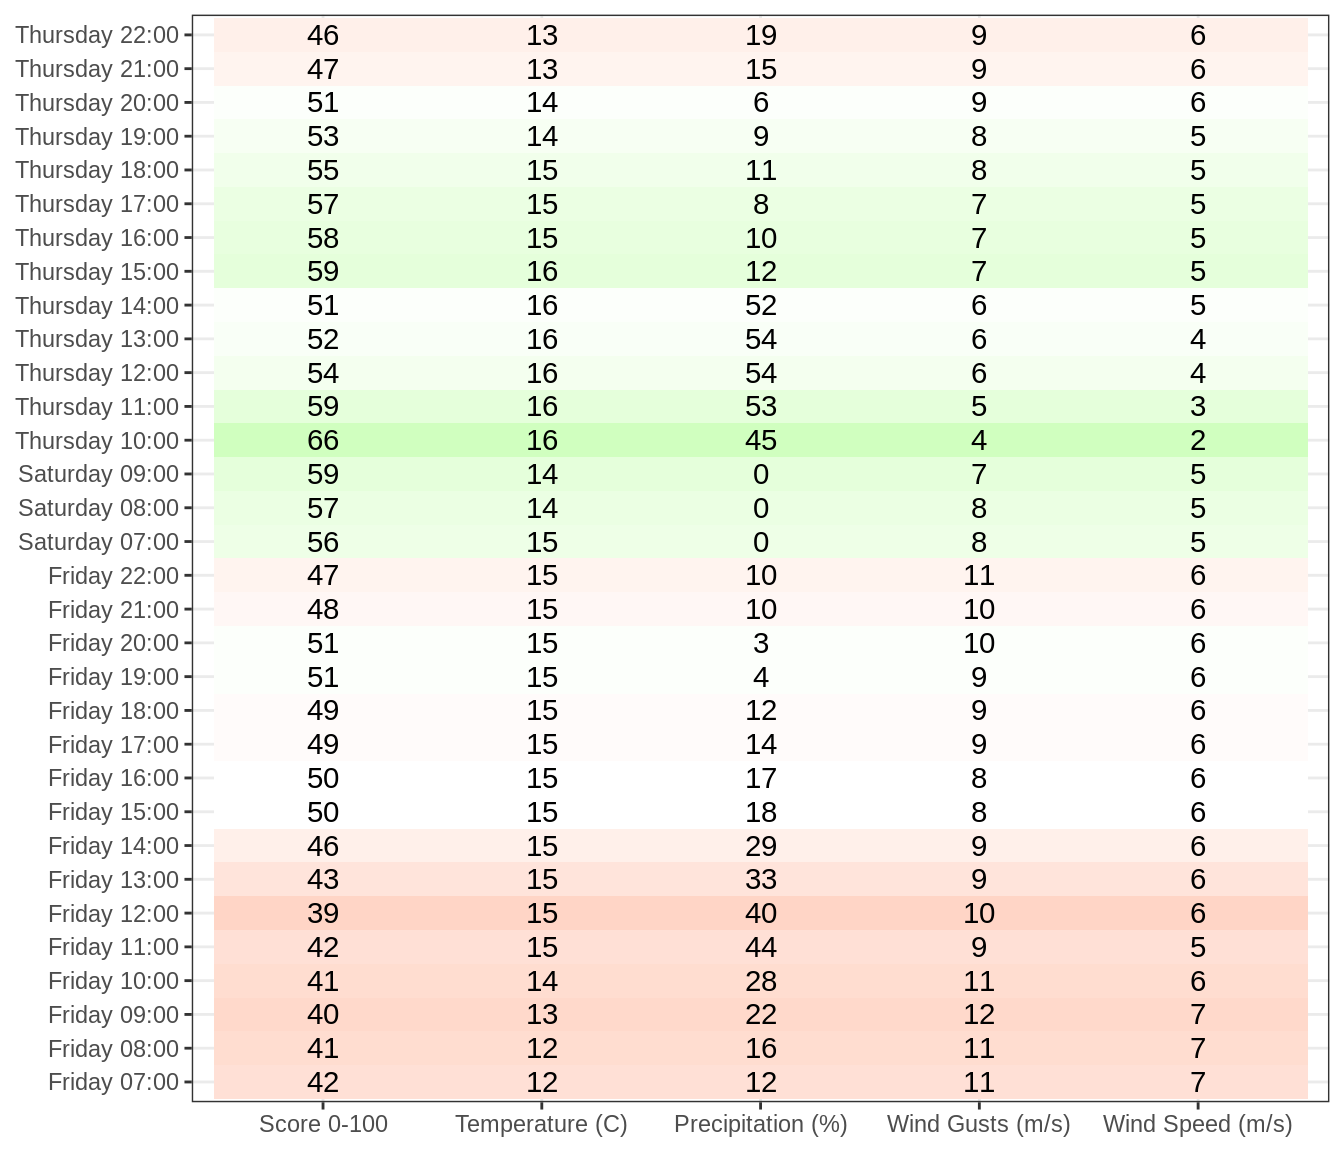 Thursday 22:00 46 13 19 9 6
Thursday 21:00 47 13 15 9 6
Thursday 20:00 51 14 6 9 6
Thursday 19:00 53 14 9 8 5
Thursday 18:00 55 15 11 8 5
Thursday 17:00 57 15 8 7 5
Thursday 16:00 58 15 10 7 5
Thursday 15:00 59 16 12 7 5
Thursday 14:00 51 16 52 6 5
Thursday 13:00 52 16 54 6 4
Thursday 12:00 54 16 54 6 4
Thursday 11:00 59 16 53 5 3
Thursday 10:00 66 16 45 4 2
Saturday 09:00 59 14 0 7 5
Saturday 08:00 57 14 0 8 5
Saturday 07:00 56 15 0 8 5
Friday 22:00 47 15 10 11 6
Friday 21:00 48 15 10 10 6
Friday 20:00 51 15 3 10 6
Friday 19:00 51 15 4 9 6
Friday 18:00 49 15 12 9 6
Friday 17:00 49 15 14 9 6
Friday 16:00 50 15 17 8 6
Friday 15:00 50 15 18 8 6
Friday 14:00 46 15 29 9 6
Friday 13:00 43 15 33 9 6
Friday 12:00 39 15 40 10 6
Friday 11:00 42 15 44 9 5
Friday 10:00 41 14 28 11 6
Friday 09:00 40 13 22 12 7
Friday 08:00 41 12 16 11 7
Friday 07:00 42 12 12 11 7
Score 0-100 Temperature (C) Precipitation (%) Wind Gusts (m/s) Wind Speed (m/s)